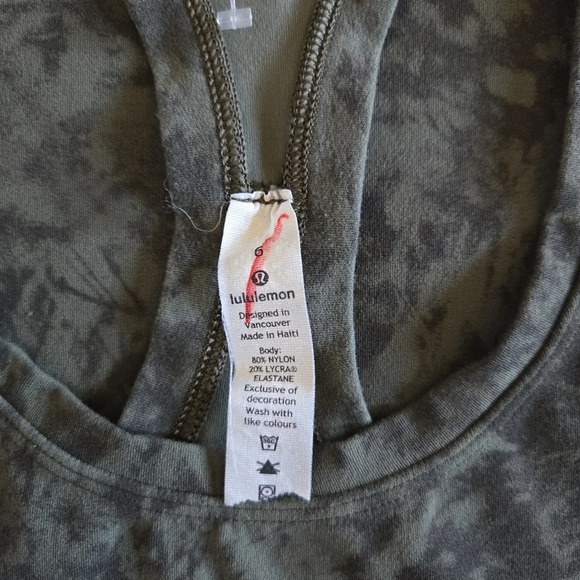 6
lululemon
Designed in
Vancouver
Made in Haiti
Body:
80% NYLON
20% LYCRA®
ELASTANE
Exclusive of
decoration
Wash with
like colours